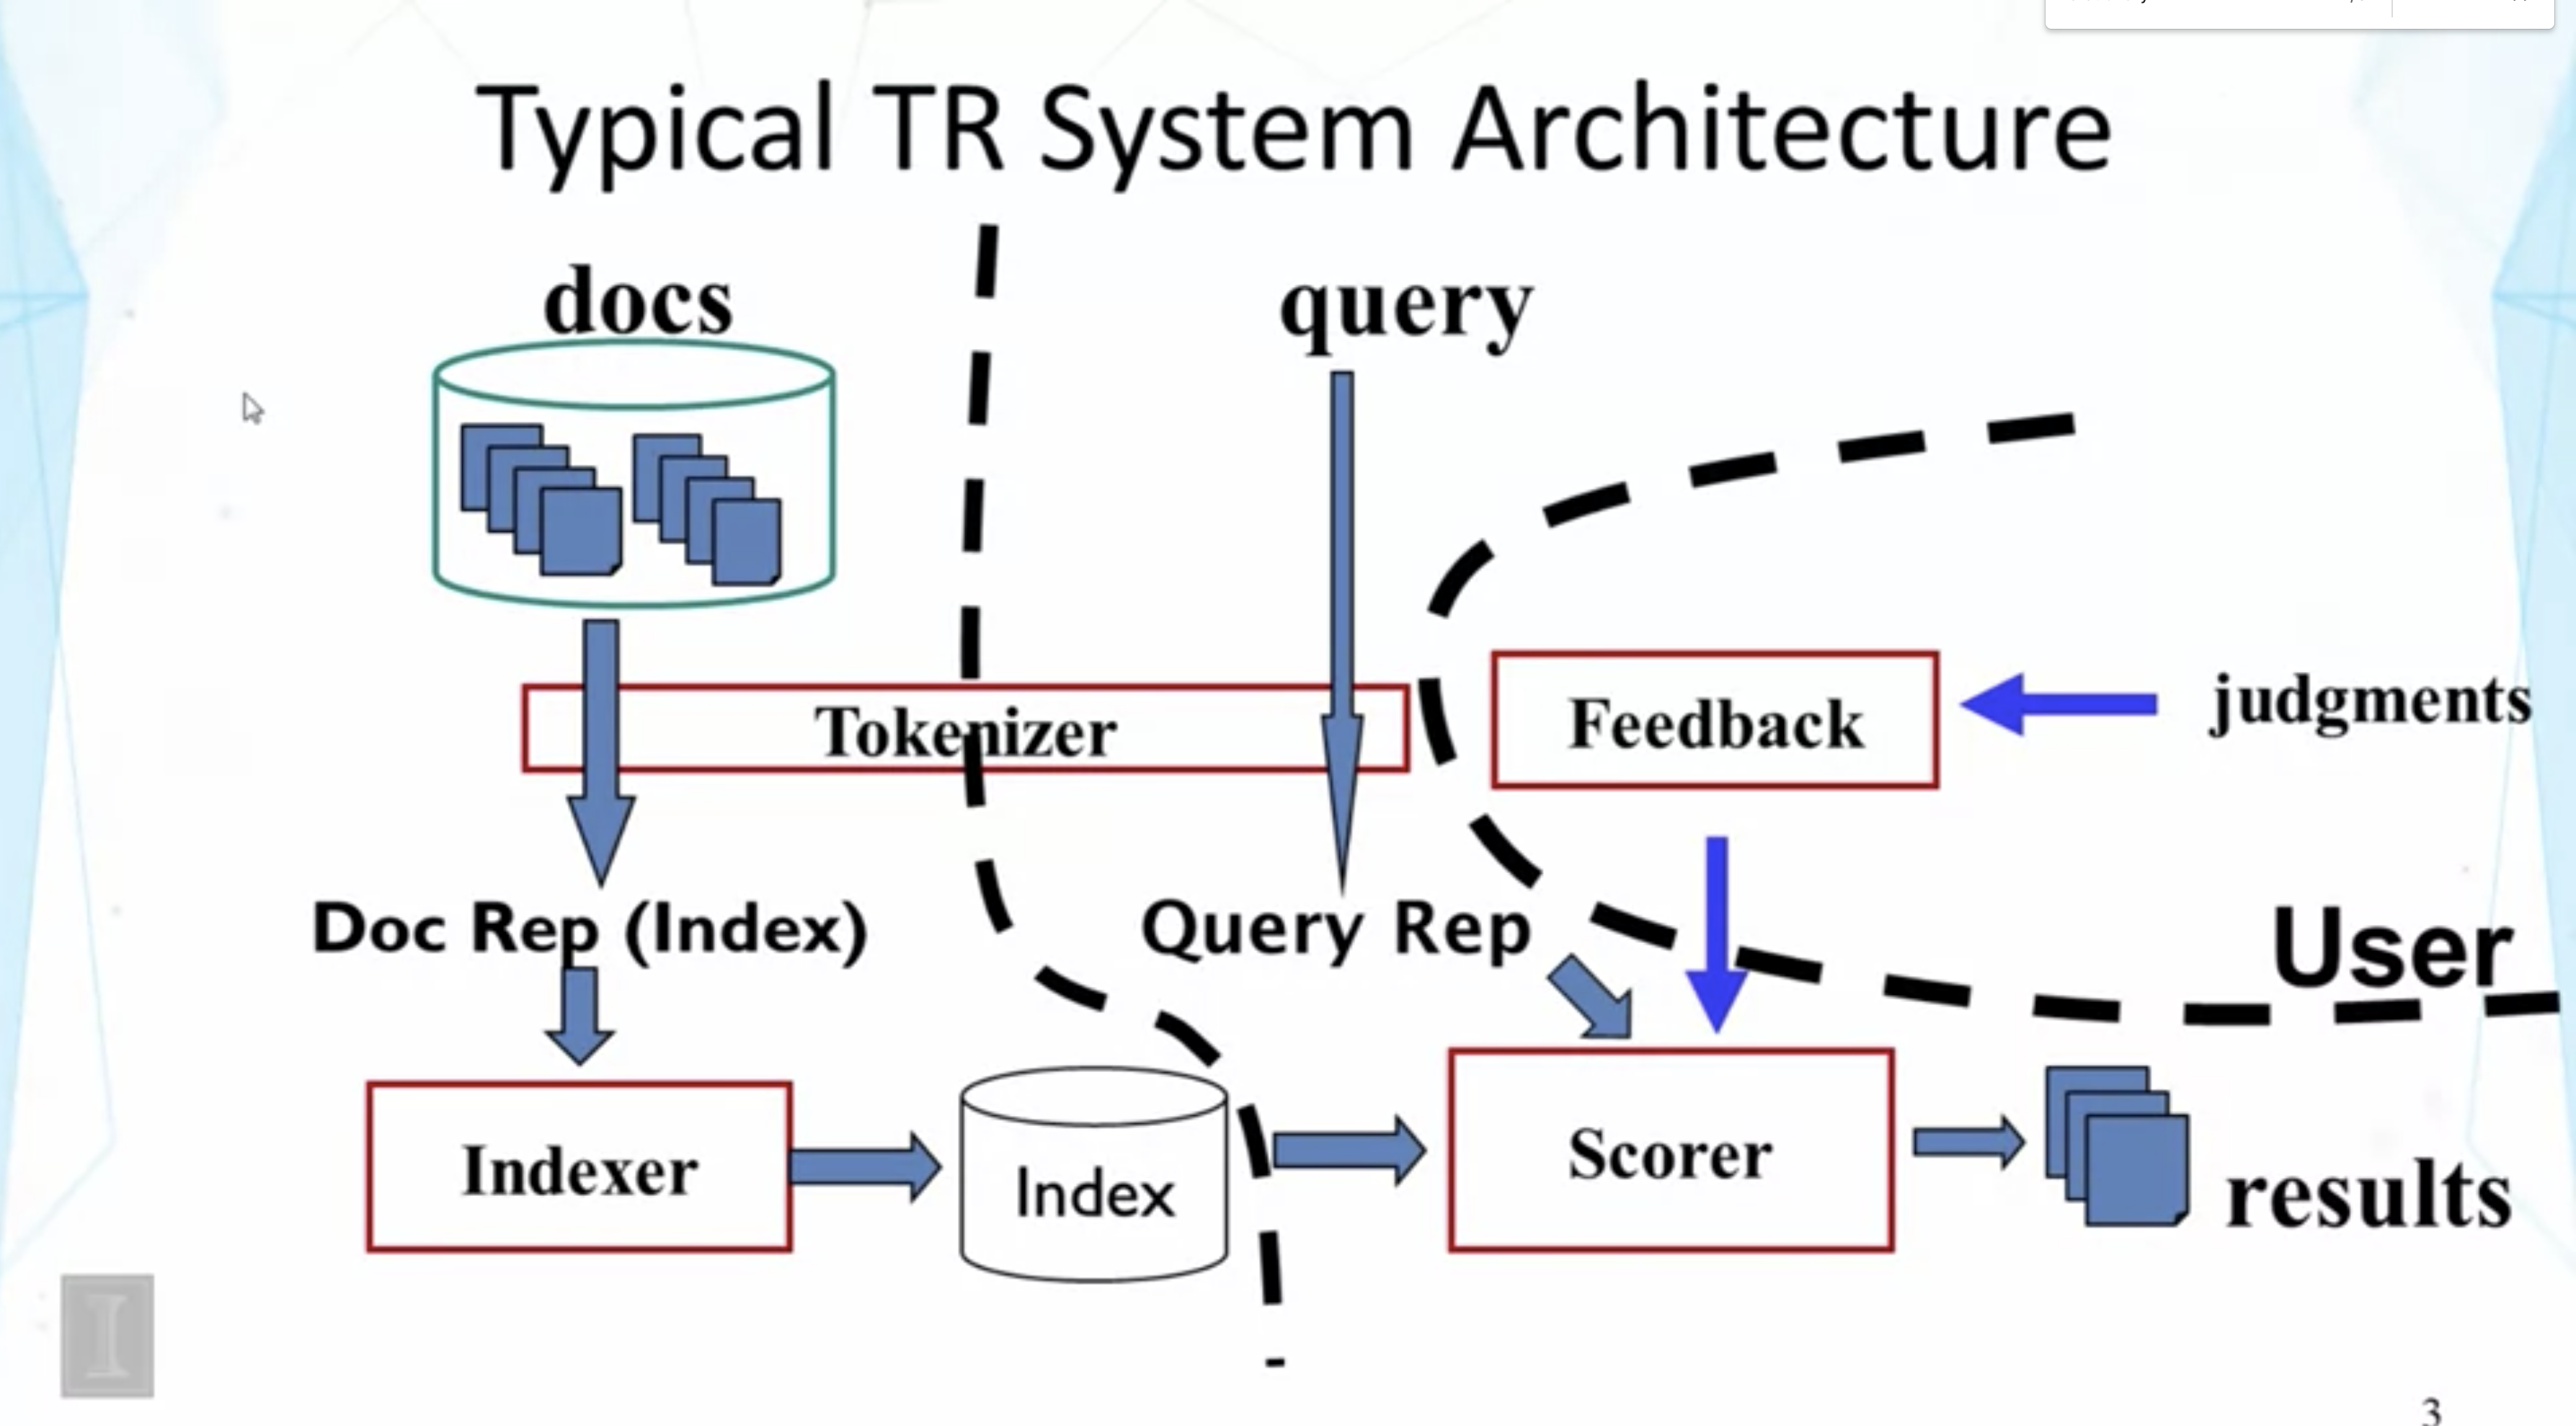 Typical TR System Architecture
docs
query
Tokenizer
Feedback
judgments
Doc Rep (Index)
Query Rep
User
Indexer
Index
Scorer
results
I
3